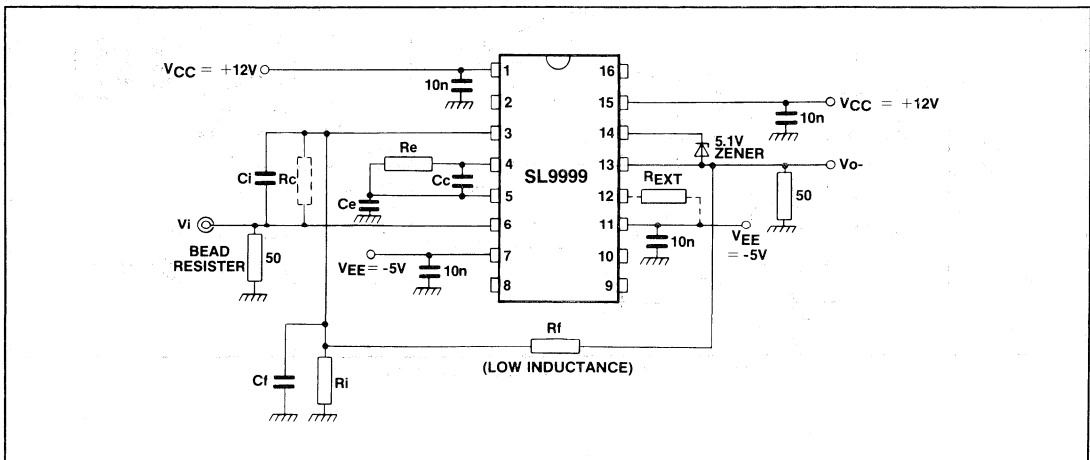 VCC = +12V
10n
1
2
3
4
5
6
7
8
SL9999
16
15
14
13
12
11
10
9
VCC = +12V
10n
5.1V
ZENER
Vo-
50
REXT
10n
VEE
= -5V
Re
Cc
Ce
Ci
Rc
Vi
BEAD
RESISTER
50
VEE = -5V
10n
Rf
(LOW INDUCTANCE)
Cf
Ri